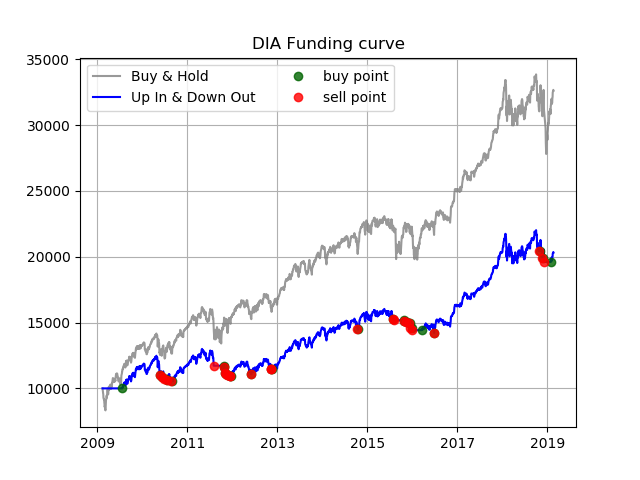 DIA Funding curve
Buy & Hold
Up In & Down Out
buy point
sell point
35000
30000
25000
20000
15000
10000
2009 2011 2013 2015 2017 2019